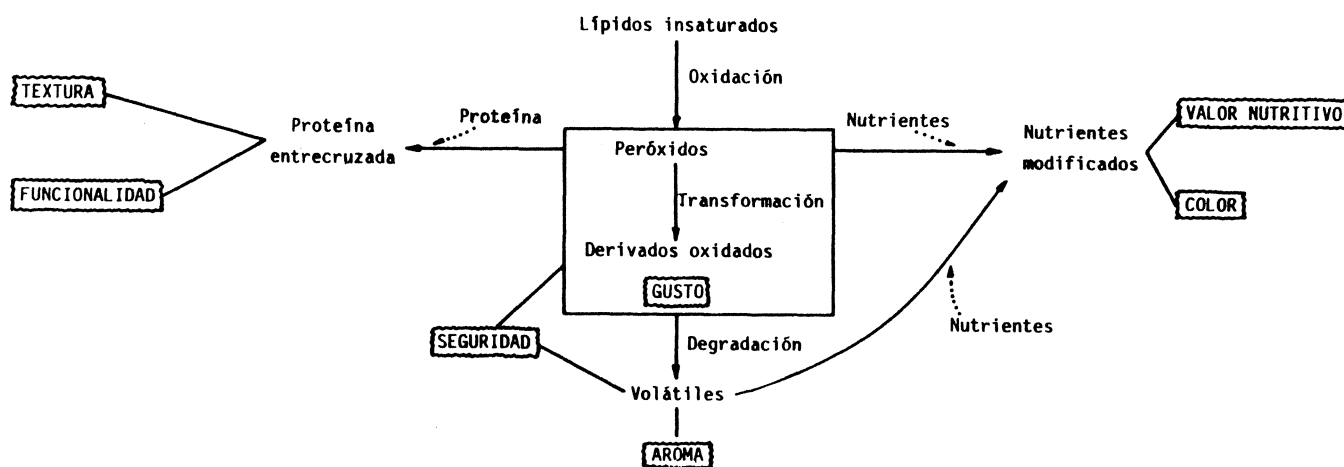 Lípidos insaturados
Oxidación
TEXTURA
Proteína
entrecruzada
FUNCIONALIDAD
Proteína
Peróxidos
Transformación
Derivados oxidados
GUSTO
Nutrientes
Nutrientes
modificados
VALOR NUTRITIVO
COLOR
SEGURIDAD
Degradación
Nutrientes
Volátiles
AROMA